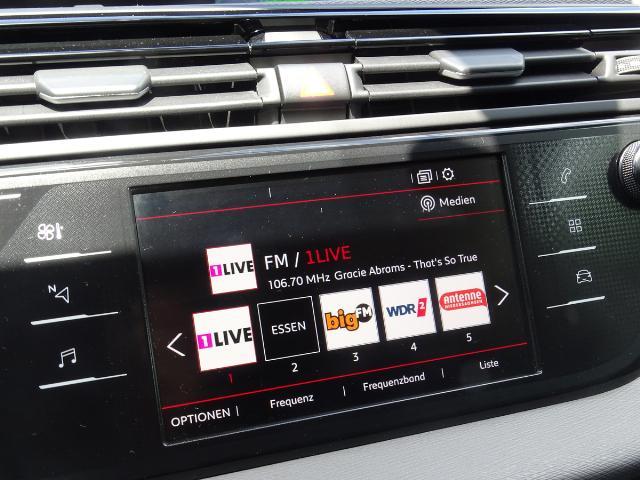 Medien
FM / 1LIVE
1LIVE
106.70 MHz Gracie Abrams - That's So True
1LIVE
ESSEN
bigFM
WDR 2
Antenne
NIEDERSACHSEN
1 2 3 4 5
OPTIONEN Frequenz Frequenzband Liste
N